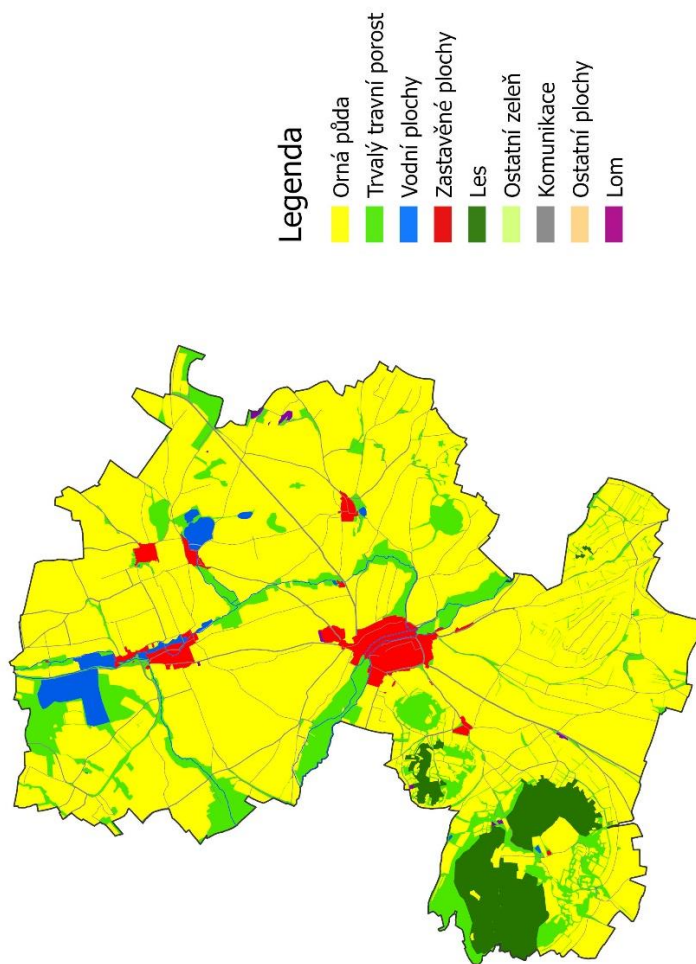 Legenda
Orná půda
Trvalý travní porost
Vodní plochy
Zastavěné plochy
Les
Ostatní zeleň
Komunikace
Ostatní plochy
Lom